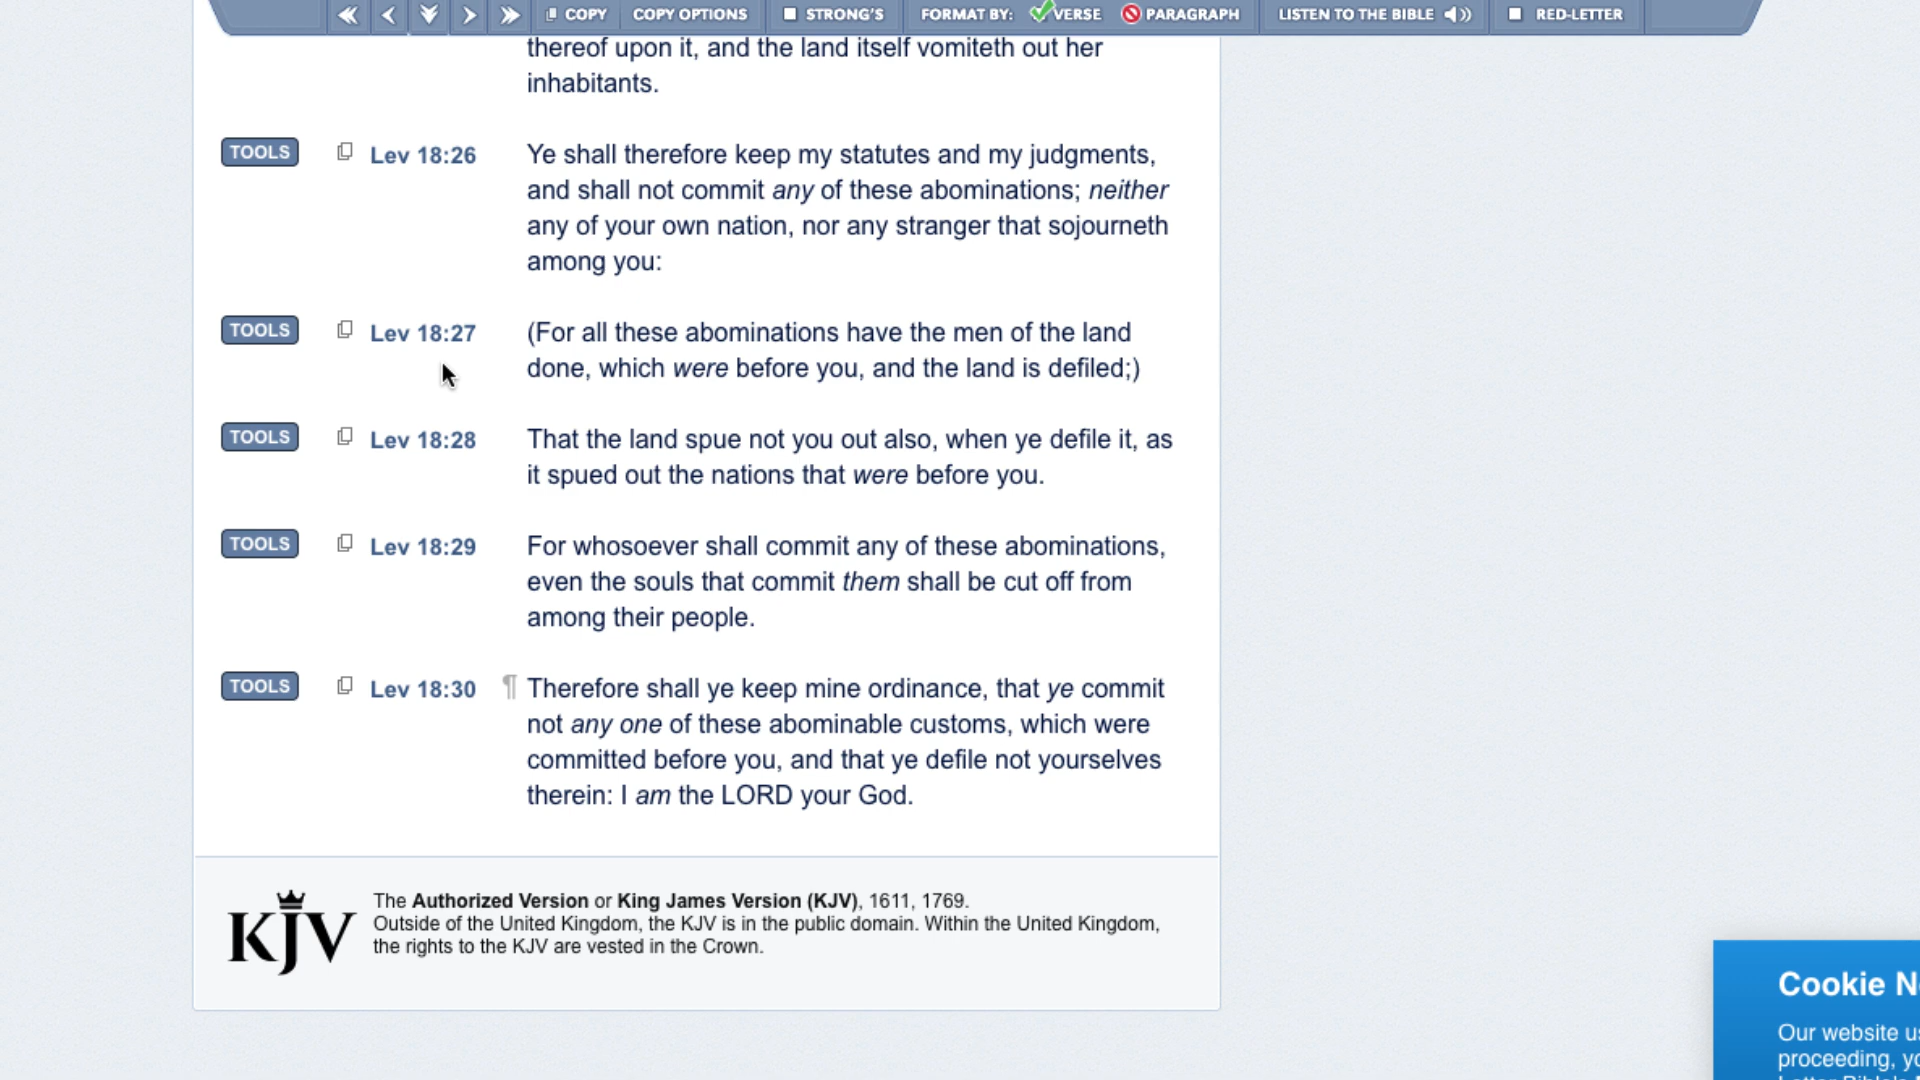 COPY COPY OPTIONS STRONG'S FORMAT BY: VERSE PARAGRAPH LISTEN TO THE BIBLE RED-LETTER
thereof upon it, and the land itself vomiteth out her
inhabitants.
TOOLS Lev 18:26 Ye shall therefore keep my statutes and my judgments,
and shall not commit any of these abominations; neither
any of your own nation, nor any stranger that sojourneth
among you:
TOOLS Lev 18:27 (For all these abominations have the men of the land
done, which were before you, and the land is defiled;)
TOOLS Lev 18:28 That the land spue not you out also, when ye defile it, as
it spued out the nations that were before you.
TOOLS Lev 18:29 For whosoever shall commit any of these abominations,
even the souls that commit them shall be cut off from
among their people.
TOOLS Lev 18:30 ¶ Therefore shall ye keep mine ordinance, that ye commit
not any one of these abominable customs, which were
committed before you, and that ye defile not yourselves
therein: I am the LORD your God.
KJV
The Authorized Version or King James Version (KJV), 1611, 1769.
Outside of the United Kingdom, the KJV is in the public domain. Within the United Kingdom,
the rights to the KJV are vested in the Crown.
Cookie N
Our website us
proceeding, yo